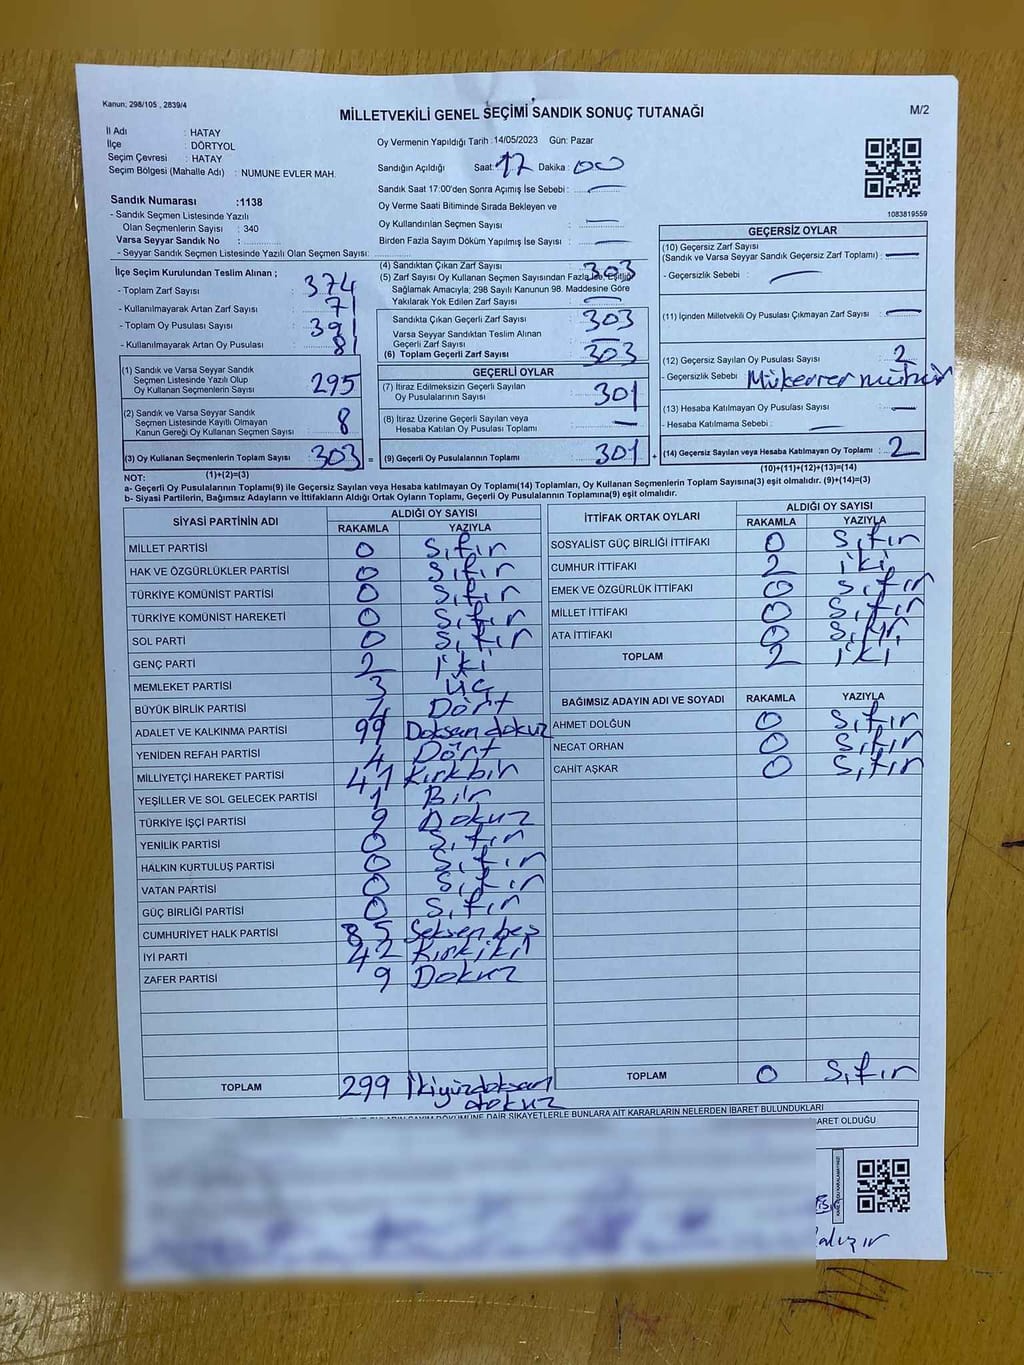 Kanun; 298/105 , 2839/4
MİLLETVEKİLİ GENEL SEÇİMİ SANDIK SONUÇ TUTANAĞI
M/2
İl Adı : HATAY
İlçe : DÖRTYOL
Seçim Çevresi : HATAY
Seçim Bölgesi (Mahalle Adı) : NUMUNE EVLER MAH.
Oy Vermenin Yapıldığı Tarih : 14/05/2023 Gün: Pazar
Sandığın Açıldığı Saat: 17 Dakika : 00
Sandık Saat 17:00'den Sonra Açımış İse Sebebi : —
Oy Verme Saati Bitiminde Sırada Bekleyen ve
Oy Kullandırılan Seçmen Sayısı : —
Birden Fazla Sayım Döküm Yapılmış İse Sayısı : —
1083819559
Sandık Numarası :1138
- Sandık Seçmen Listesinde Yazılı
Olan Seçmenlerin Sayısı : 340
Varsa Seyyar Sandık No :
- Seyyar Sandık Seçmen Listesinde Yazılı Olan Seçmen Sayısı:
İlçe Seçim Kurulundan Teslim Alınan ;
- Toplam Zarf Sayısı : 374
- Kullanılmayarak Artan Zarf Sayısı : 71
- Toplam Oy Pusulası Sayısı : 391
- Kullanılmayarak Artan Oy Pusulası : 81
(1) Sandık ve Varsa Seyyar Sandık
Seçmen Listesinde Yazılı Olup
Oy Kullanan Seçmenlerin Sayısı : 295
(2) Sandık ve Varsa Seyyar Sandık
Seçmen Listesinde Kayıtlı Olmayan
Kanun Gereği Oy Kullanan Seçmen Sayısı : 8
(3) Oy Kullanan Seçmenlerin Toplam Sayısı : 303 =
(1)+(2)=(3)
(4) Sandıktan Çıkan Zarf Sayısı : 303
(5) Zarf Sayısı Oy Kullanan Seçmen Sayısından Fazla İse, Eşitliği
Sağlamak Amacıyla; 298 Sayılı Kanunun 98. Maddesine Göre
Yakılarak Yok Edilen Zarf Sayısı : —
Sandıkta Çıkan Geçerli Zarf Sayısı : 303
Varsa Seyyar Sandıktan Teslim Alınan
Geçerli Zarf Sayısı : —
(6) Toplam Geçerli Zarf Sayısı : 303
GEÇERLİ OYLAR
(7) İtiraz Edilmeksizin Geçerli Sayılan
Oy Pusulalarının Sayısı : 301
(8) İtiraz Üzerine Geçerli Sayılan veya
Hesaba Katılan Oy Pusulası Toplamı : —
(9) Geçerli Oy Pusulalarının Toplamı : 301 +
GEÇERSİZ OYLAR
(10) Geçersiz Zarf Sayısı
(Sandık ve Varsa Seyyar Sandık Geçersiz Zarf Toplamı) : —
- Geçersizlik Sebebi : —
(11) İçinden Milletvekili Oy Pusulası Çıkmayan Zarf Sayısı : —
(12) Geçersiz Sayılan Oy Pusulası Sayısı : 2
- Geçersizlik Sebebi : Mükerrer mühür
(13) Hesaba Katılmayan Oy Pusulası Sayısı : —
- Hesaba Katılmama Sebebi : —
(14) Geçersiz Sayılan veya Hesaba Katılmayan Oy Toplamı : 2
(10)+(11)+(12)+(13)=(14)
NOT:
a- Geçerli Oy Pusulalarının Toplamı(9) ile Geçersiz Sayılan veya Hesaba katılmayan Oy Toplamı(14) Toplamları, Oy Kullanan Seçmenlerin Toplam Sayısına(3) eşit olmalıdır. (9)+(14)=(3)
b- Siyasi Partilerin, Bağımsız Adayların ve İttifakların Aldığı Ortak Oyların Toplamı, Geçerli Oy Pusulalarının Toplamına(9) eşit olmalıdır.
SİYASİ PARTİNİN ADI ALDIĞI OY SAYISI
RAKAMLA YAZIYLA
MİLLET PARTİSİ 0 Sıfır
HAK VE ÖZGÜRLÜKLER PARTİSİ 0 Sıfır
TÜRKİYE KOMÜNİST PARTİSİ 0 Sıfır
TÜRKİYE KOMÜNİST HAREKETİ 0 Sıfır
SOL PARTİ 0 Sıfır
GENÇ PARTİ 2 iki
MEMLEKET PARTİSİ 3 üç
BÜYÜK BİRLİK PARTİSİ 4 Dört
ADALET VE KALKINMA PARTİSİ 99 Doksan dokuz
YENİDEN REFAH PARTİSİ 4 Dört
MİLLİYETÇİ HAREKET PARTİSİ 41 Kırkbir
YEŞİLLER VE SOL GELECEK PARTİSİ 1 Bir
TÜRKİYE İŞÇİ PARTİSİ 9 Dokuz
YENİLİK PARTİSİ 0 Sıfır
HALKIN KURTULUŞ PARTİSİ 0 Sıfır
VATAN PARTİSİ 0 Sıfır
GÜÇ BİRLİĞİ PARTİSİ 0 Sıfır
CUMHURİYET HALK PARTİSİ 85 Seksen beş
İYİ PARTİ 42 Kırkiki
ZAFER PARTİSİ 9 Dokuz
TOPLAM 299 İkiyüzdoksan
dokuz
İTTİFAK ORTAK OYLARI ALDIĞI OY SAYISI
RAKAMLA YAZIYLA
SOSYALİST GÜÇ BİRLİĞİ İTTİFAKI 0 Sıfır
CUMHUR İTTİFAKI 2 iki
EMEK VE ÖZGÜRLÜK İTTİFAKI 0 Sıfır
MİLLET İTTİFAKI 0 Sıfır
ATA İTTİFAKI 0 Sıfır
TOPLAM 2 iki
BAĞIMSIZ ADAYIN ADI VE SOYADI RAKAMLA YAZIYLA
AHMET DOLĞUN 0 Sıfır
NECAT ORHAN 0 Sıfır
CAHİT AŞKAR 0 Sıfır
TOPLAM 0 Sıfır
SAYIM DÖKÜMÜNE DAİR ŞİKAYETLERLE BUNLARA AİT KARARLARIN NELERDEN İBARET BULUNDUKLARI
ARET OLDUĞU